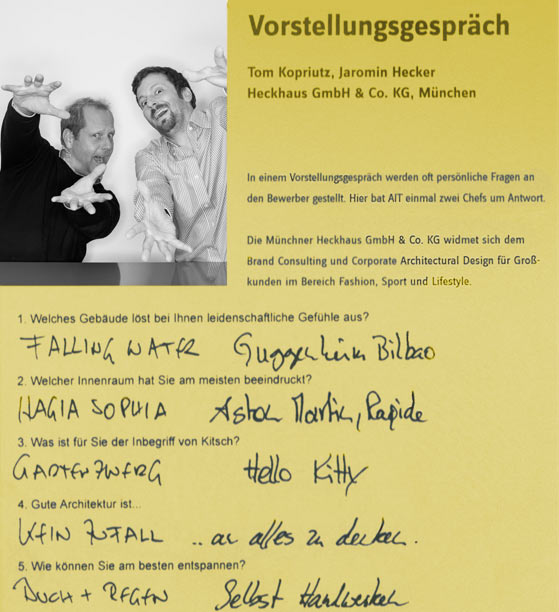 Vorstellungsgespräch
Tom Kopriutz, Jaromin Hecker
Heckhaus GmbH & Co. KG, München
In einem Vorstellungsgespräch werden oft persönliche Fragen an
den Bewerber gestellt. Hier bat AIT einmal zwei Chefs um Antwort.
Die Münchner Heckhaus GmbH & Co. KG widmet sich dem
Brand Consulting und Corporate Architectural Design für Groß-
kunden im Bereich Fashion, Sport und Lifestyle.
1. Welches Gebäude löst bei Ihnen leidenschaftliche Gefühle aus?
FALLING WATER Guggenheim Bilbao
2. Welcher Innenraum hat Sie am meisten beeindruckt?
HAGIA SOPHIA Aston Martin, Rapide
3. Was ist für Sie der Inbegriff von Kitsch?
GARTENZWERG Hello Kitty
4. Gute Architektur ist...
KEIN ZUFALL .. an alles zu denken.
5. Wie können Sie am besten entspannen?
BUCH + REGEN Selbst Handwerken